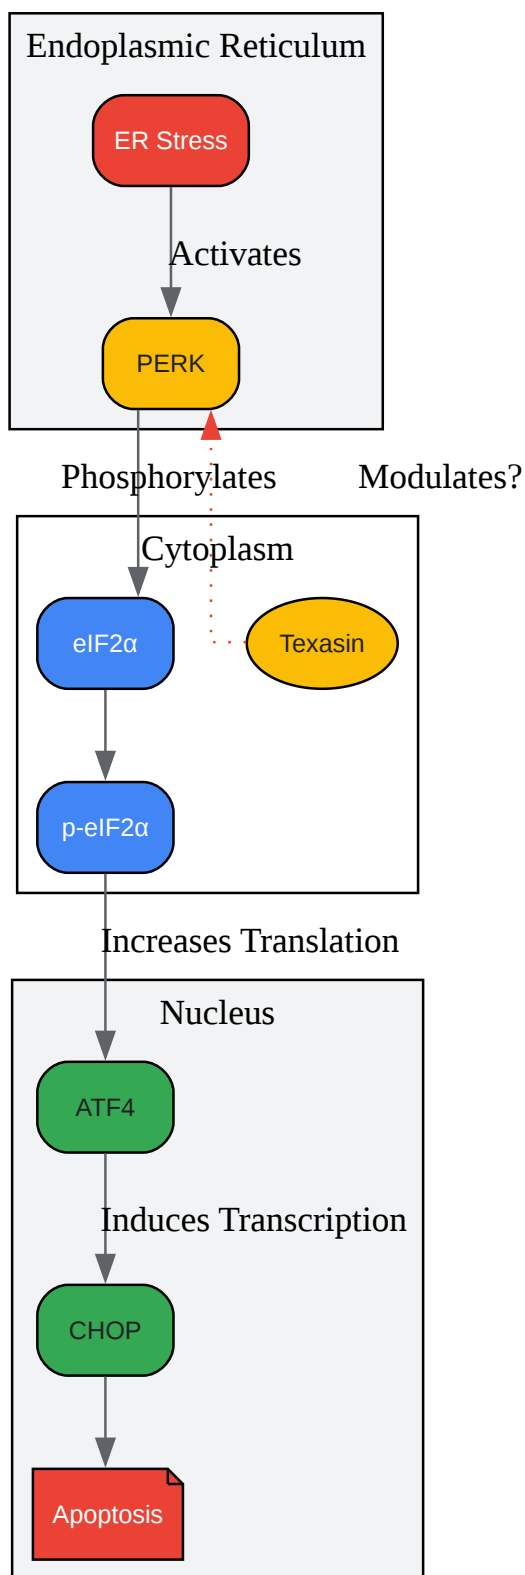 Endoplasmic Reticulum
ER Stress
Activates
PERK
Phosphorylates
Modulates?
Cytoplasm
eIF2α
Texasin
p-eIF2α
Increases Translation
Nucleus
ATF4
Induces Transcription
CHOP
Apoptosis